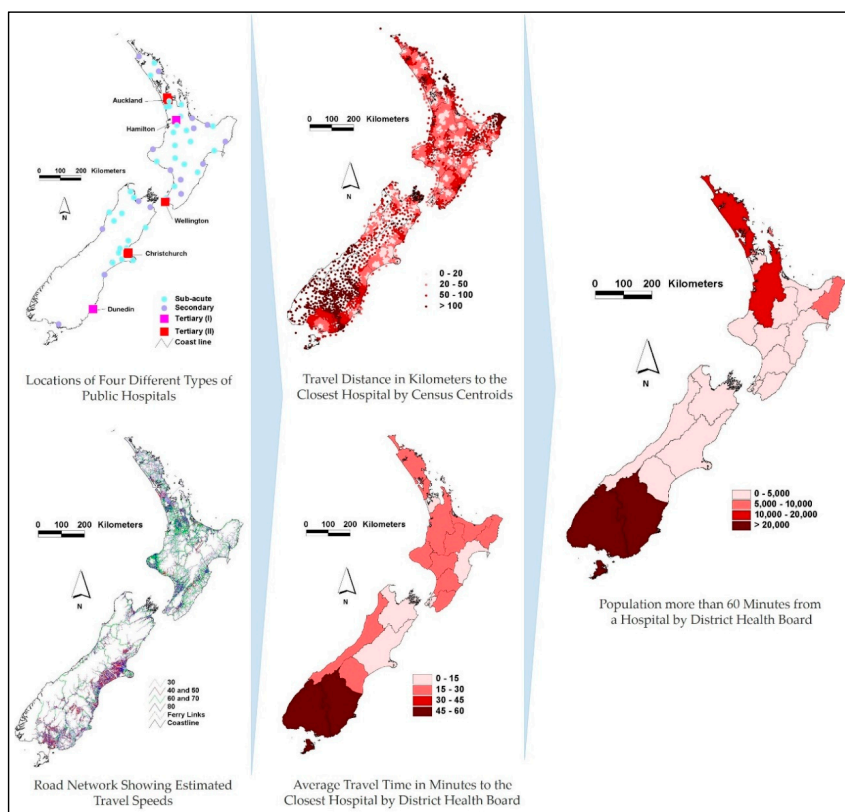 Auckland
Hamilton
Kilometers
0 100 200
N
Wellington
Christchurch
Dunedin
Sub-acute
Secondary
Tertiary (I)
Tertiary (II)
Coast line
Locations of Four Different Types of
Public Hospitals
Kilometers
0 100 200
N
0 - 20
20 - 50
50 - 100
> 100
Travel Distance in Kilometers to the
Closest Hospital by Census Centroids
Kilometers
0 100 200
N
30
40 and 50
60 and 70
80
Ferry Links
Coastline
Road Network Showing Estimated
Travel Speeds
Kilometers
0 100 200
N
0 - 15
15 - 30
30 - 45
45 - 60
Average Travel Time in Minutes to the
Closest Hospital by District Health Board
Kilometers
0 100 200
N
0 - 5,000
5,000 - 10,000
10,000 - 20,000
> 20,000
Population more than 60 Minutes from
a Hospital by District Health Board